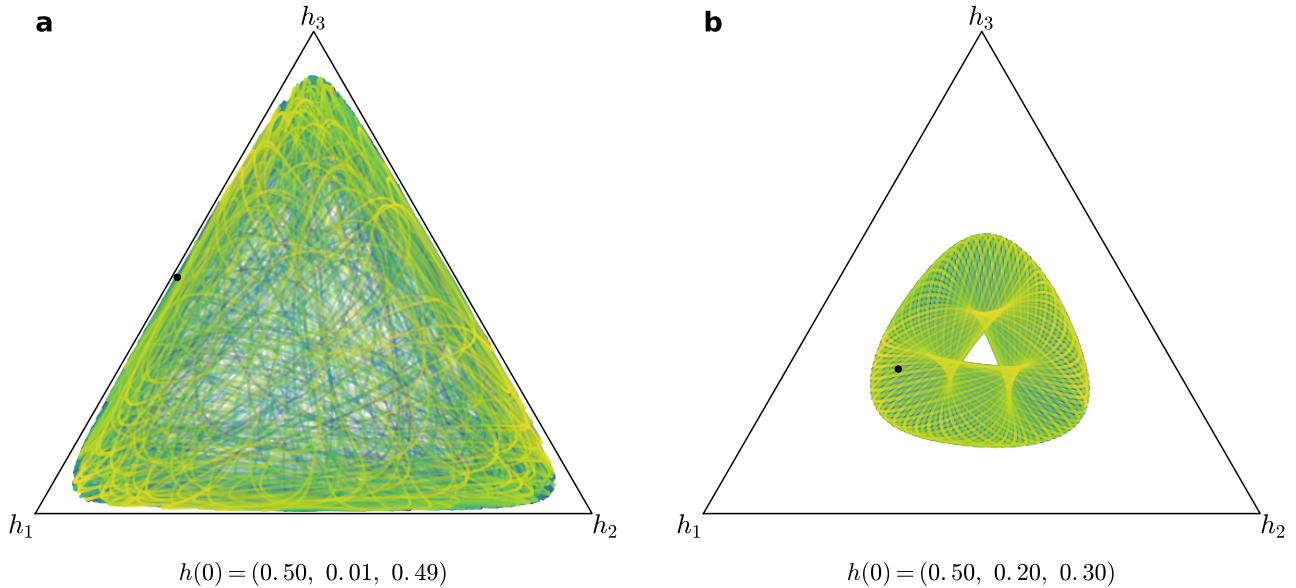 a
h₃
h₁
h₂
h(0) = (0.50, 0.01, 0.49)
b
h₃
h₁
h₂
h(0) = (0.50, 0.20, 0.30)